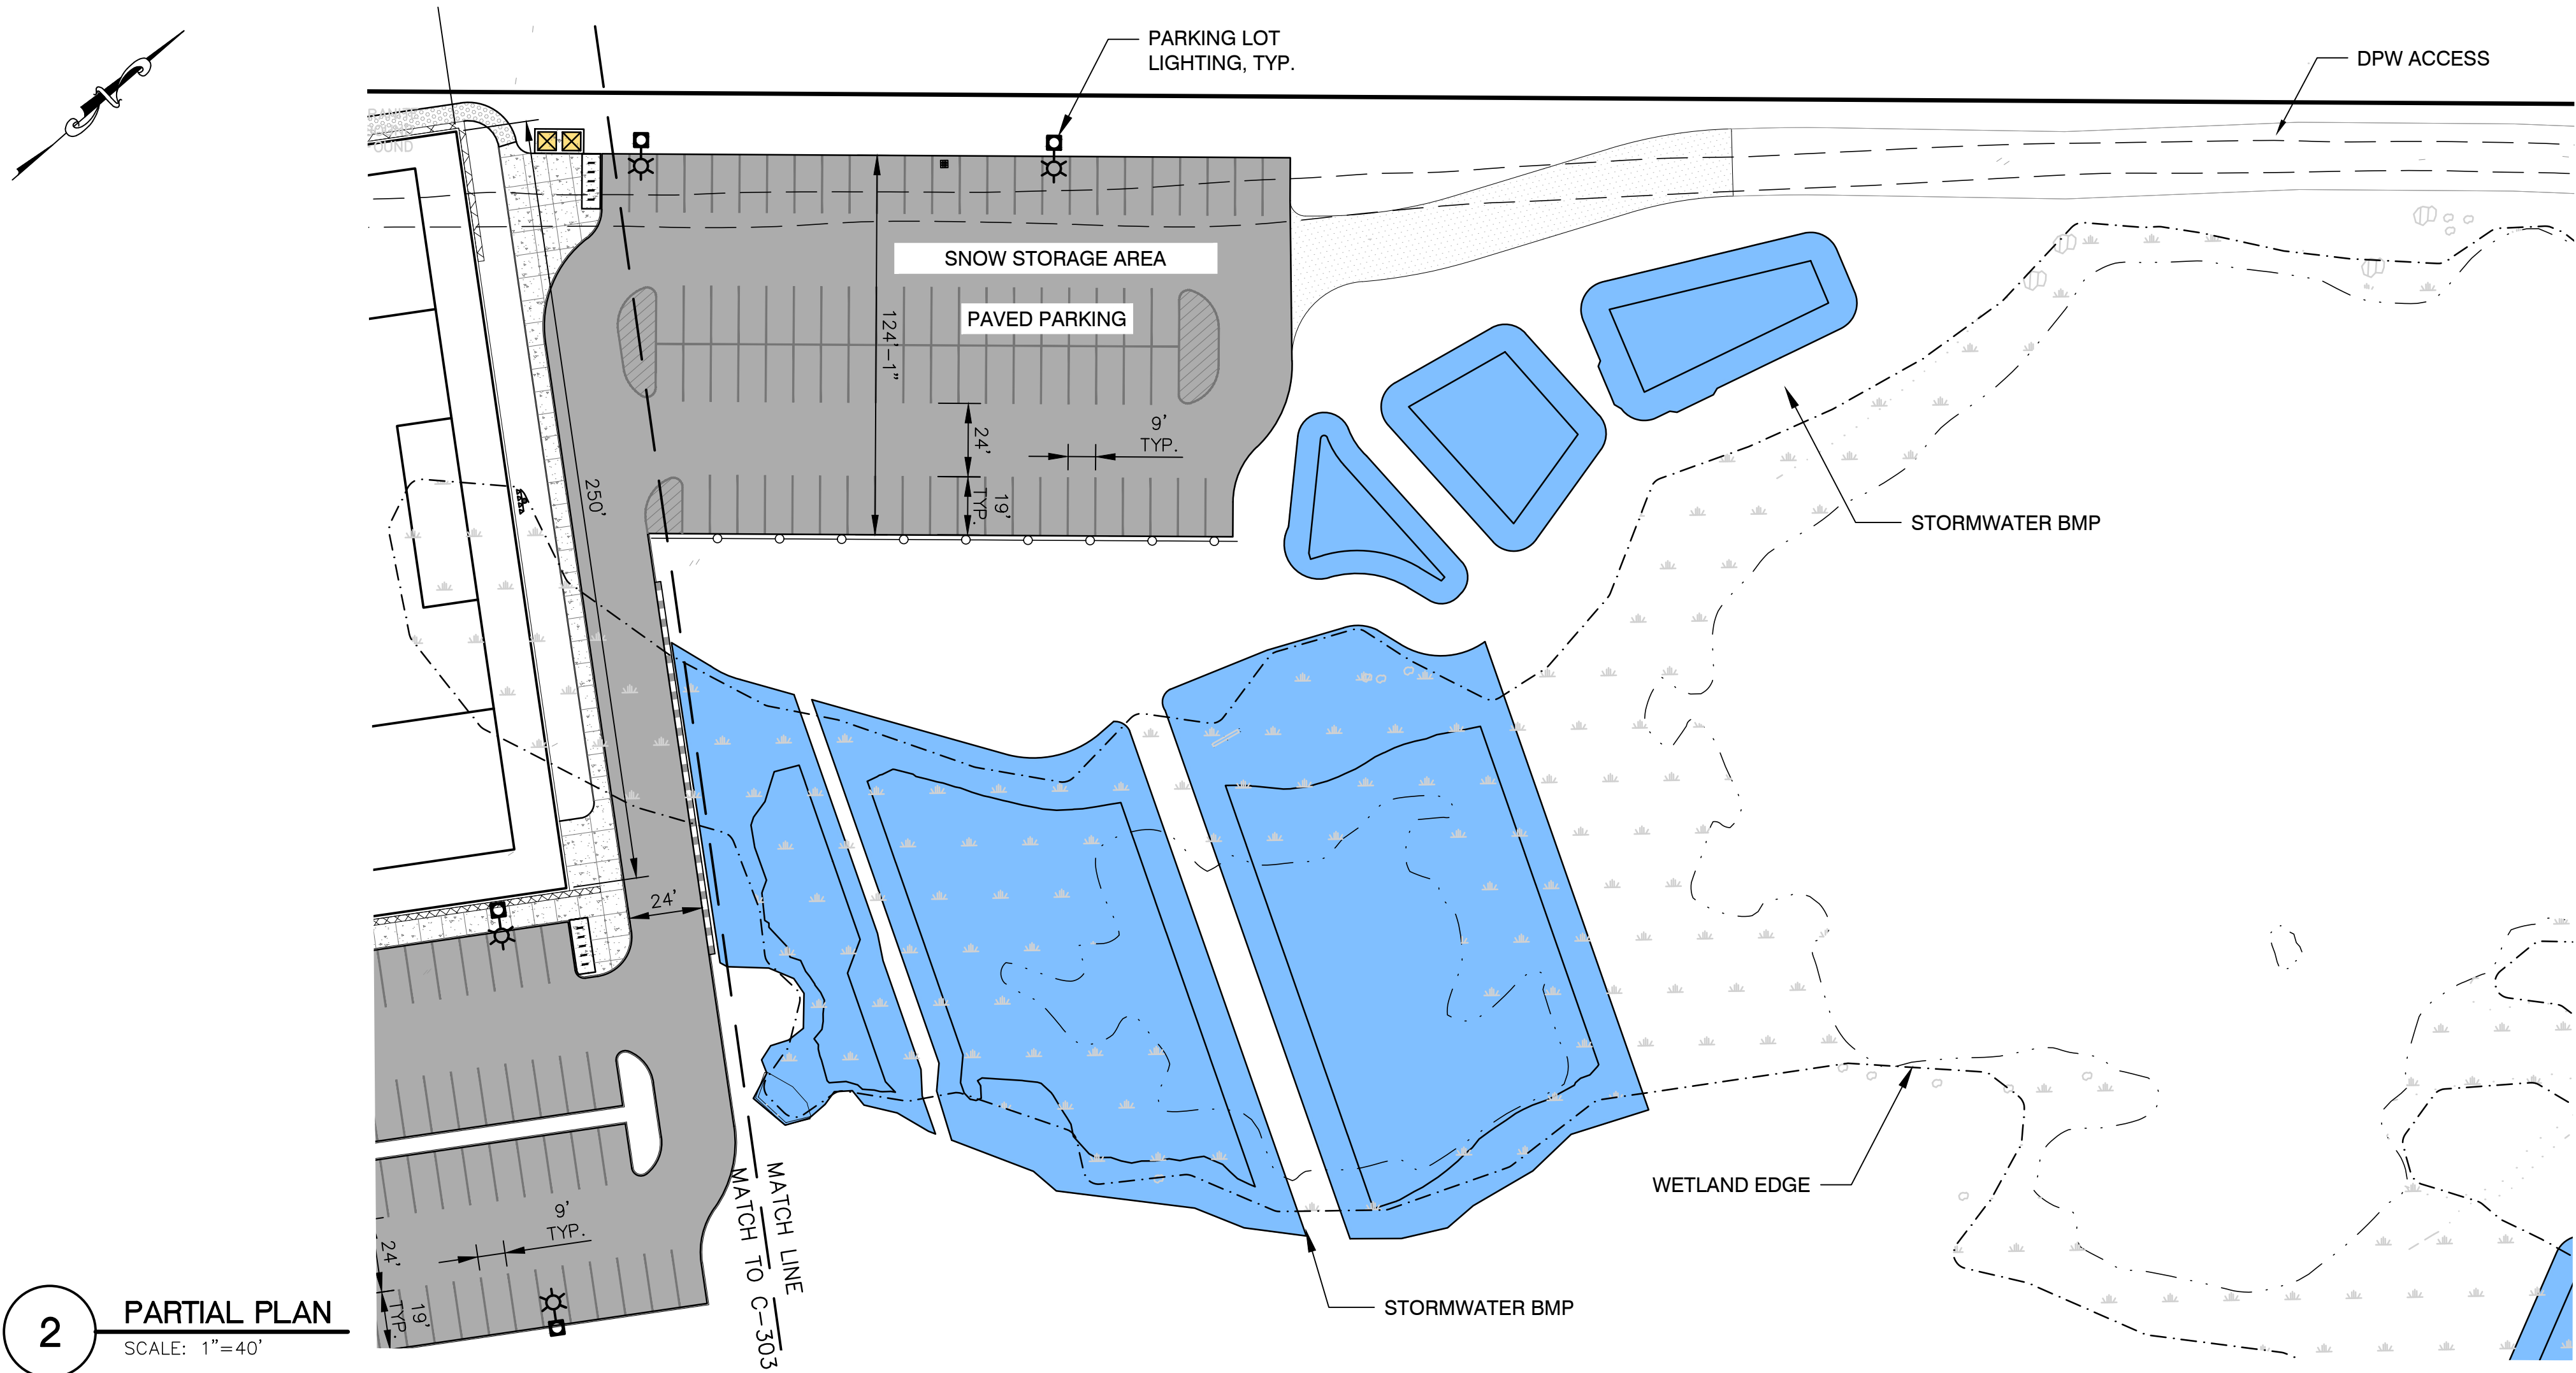 PARKING LOT
LIGHTING, TYP.
DPW ACCESS
OUND
SNOW STORAGE AREA
PAVED PARKING
124'-1"
24'
9'
TYP.
19'
TYP.
250'
STORMWATER BMP
24'
WETLAND EDGE
MATCH LINE
MATCH TO C-303
9'
TYP.
24'
19'
TYP.
STORMWATER BMP
2
PARTIAL PLAN
SCALE: 1"=40'